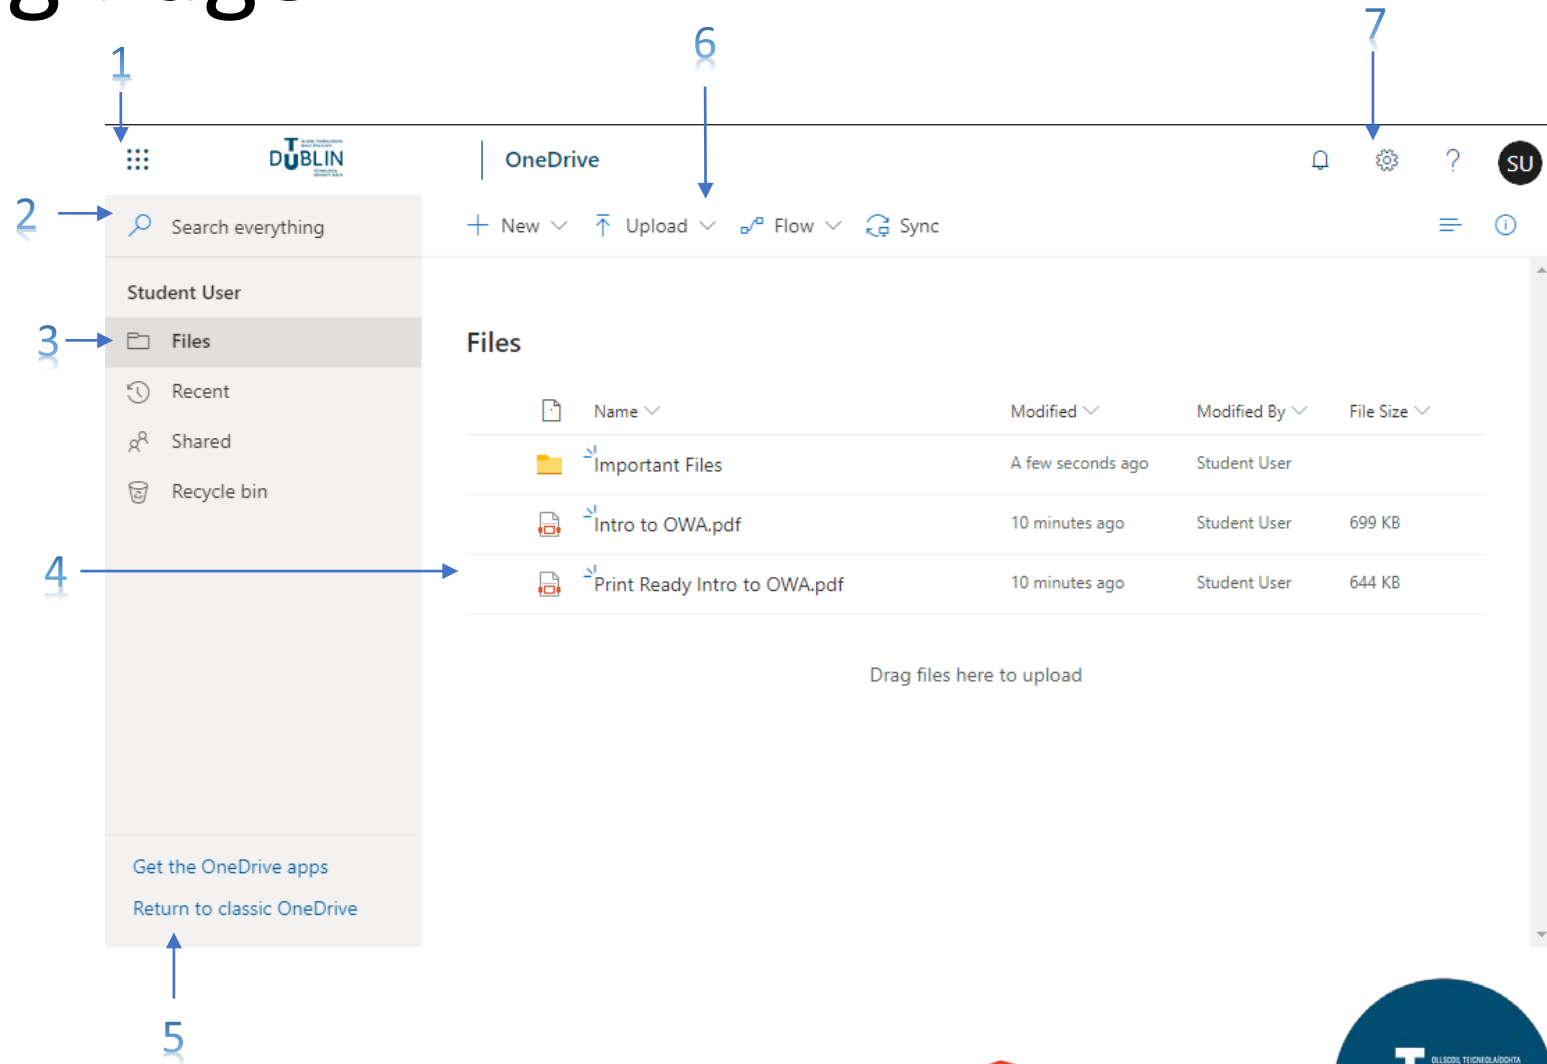 1
6
7
DUBLIN
OneDrive
?
SU
2
Search everything
New
Upload
Flow
Sync
Student User
3
Files
Files
Recent
Shared
Recycle bin
Name
Modified
Modified By
File Size
Important Files
A few seconds ago
Student User
Intro to OWA.pdf
10 minutes ago
Student User
699 KB
4
Print Ready Intro to OWA.pdf
10 minutes ago
Student User
644 KB
Drag files here to upload
Get the OneDrive apps
Return to classic OneDrive
5
OLLSCOIL TEICNEOLAÍOCHTA